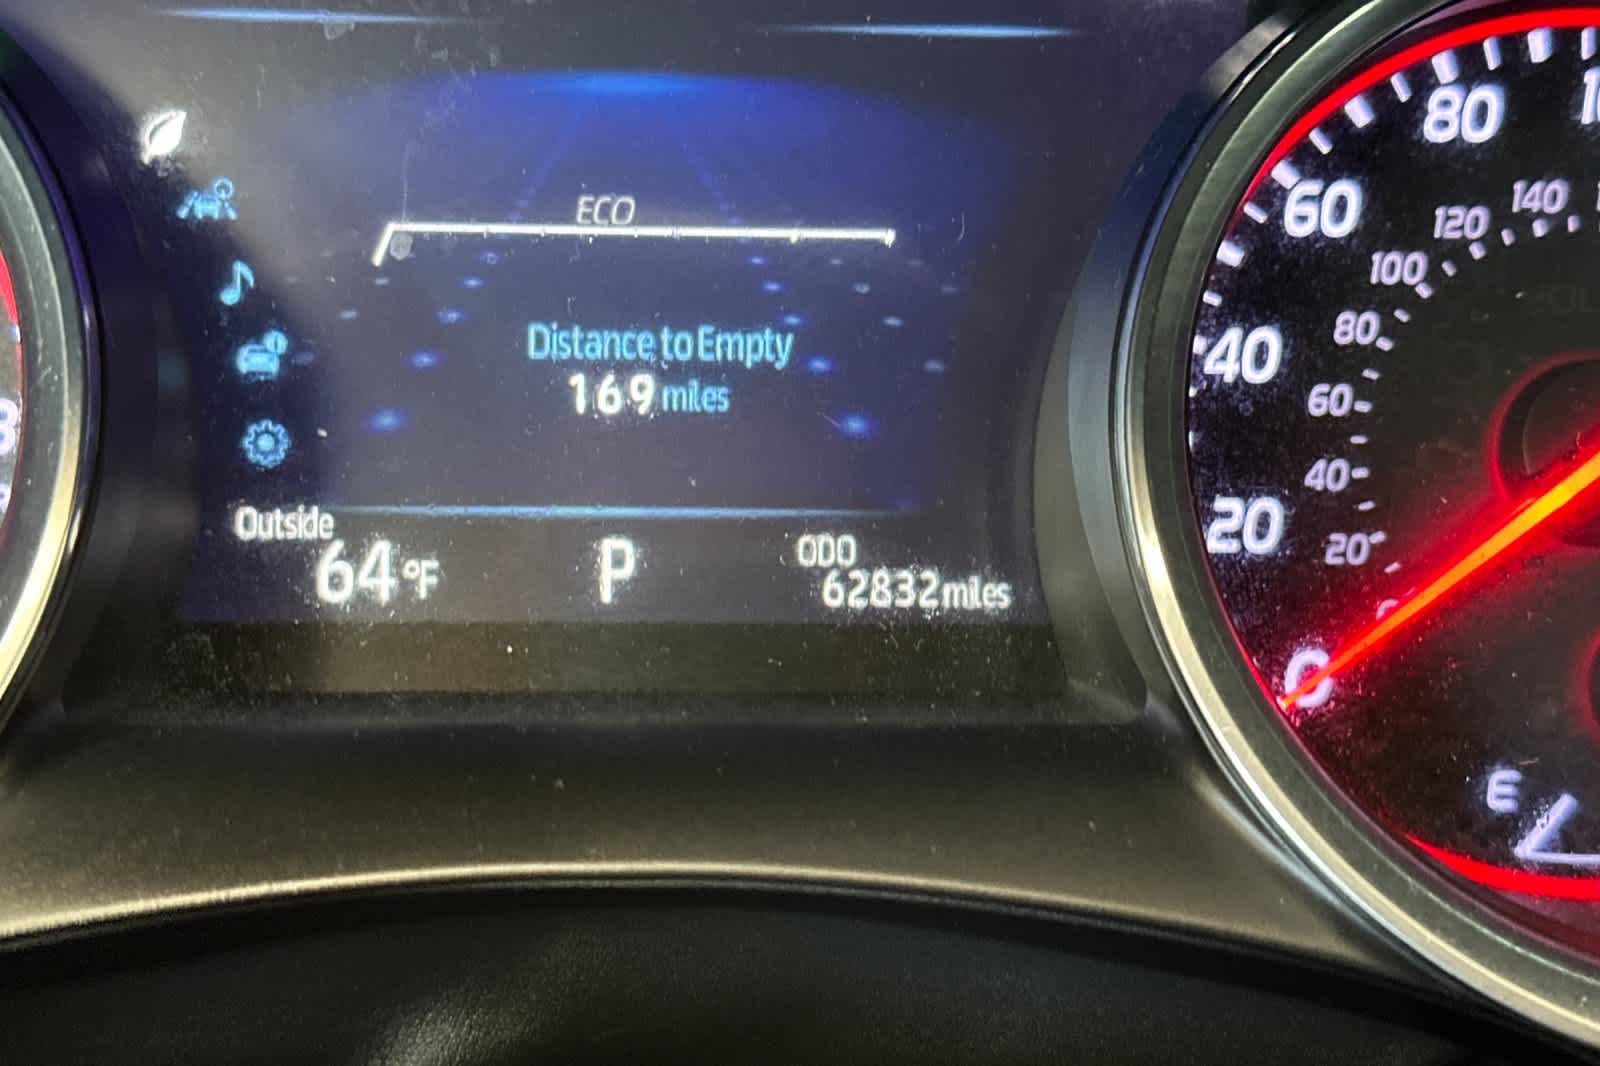 ECO
Distance to Empty
169 miles
Outside
64°F
P
ODO
62832 miles
80
60
40
20
0
140
120
100
80
60
40
20
E